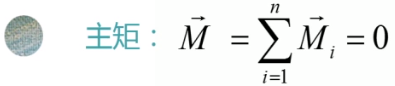 主矩： $\vec{M} = \sum_{i=1}^{n} \vec{M}_i = 0$